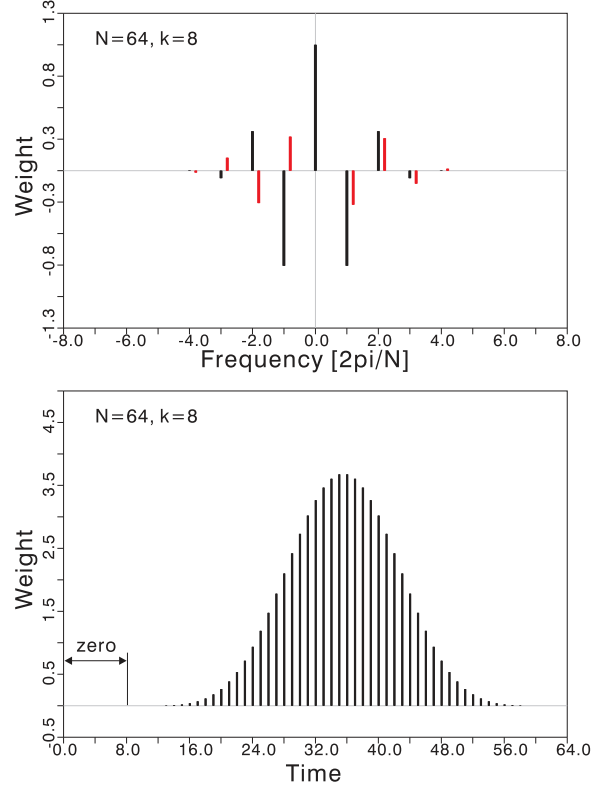 1.3
N=64, k=8
0.8
0.3
-0.3
-0.8
-1.3
Weight
-8.0 -6.0 -4.0 -2.0 0.0 2.0 4.0 6.0 8.0
Frequency [2pi/N]
N=64, k=8
4.5
3.5
2.5
1.5
0.5
-0.5
Weight
zero
0.0 8.0 16.0 24.0 32.0 40.0 48.0 56.0 64.0
Time